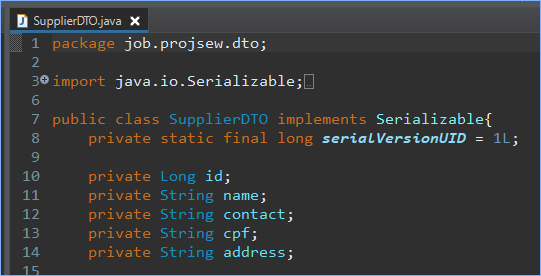 SupplierDTO.java
1 package job.projsew.dto;
2
3 import java.io.Serializable;
6
7 public class SupplierDTO implements Serializable{
8 private static final long serialVersionUID = 1L;
9
10 private Long id;
11 private String name;
12 private String contact;
13 private String cpf;
14 private String address;